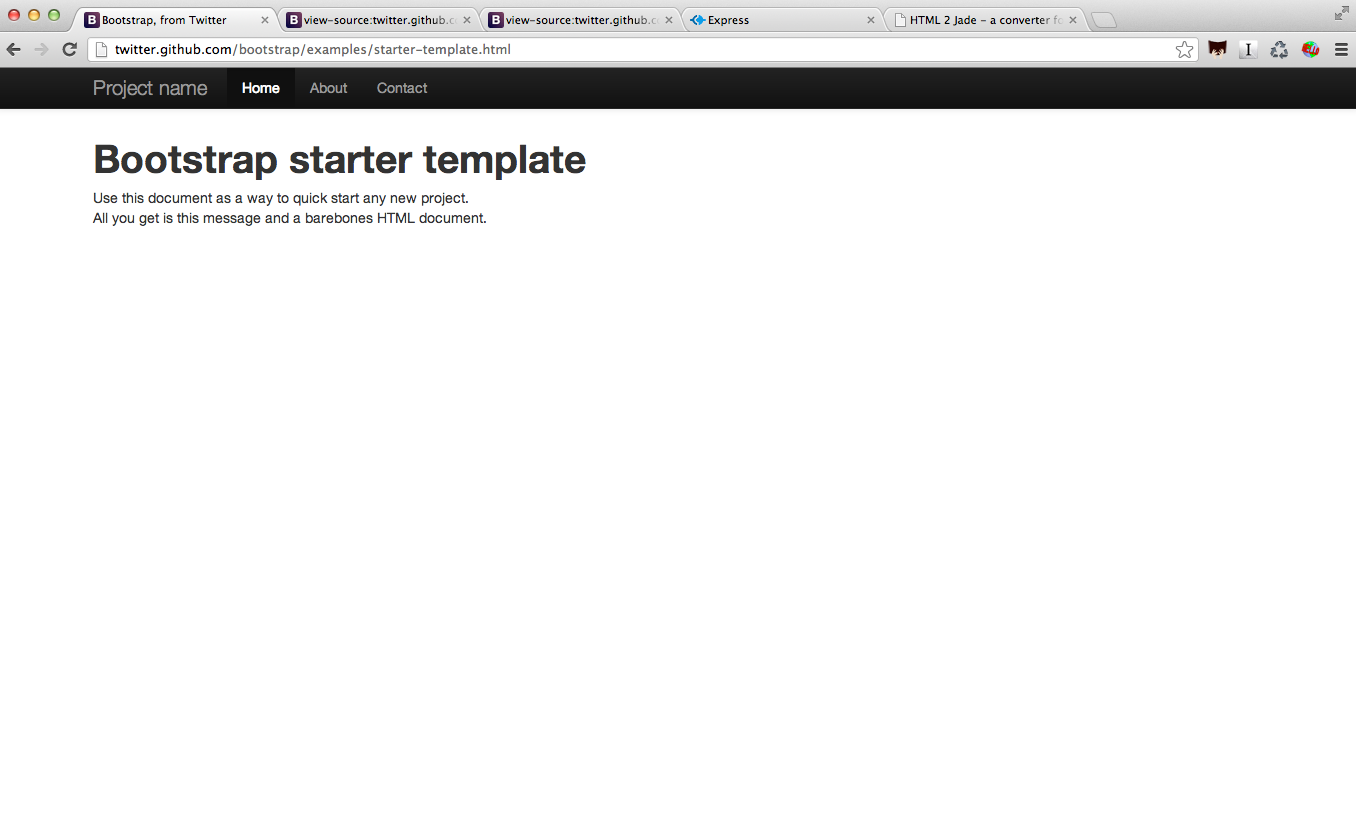 Bootstrap, from Twitter
view-source:twitter.github.c
view-source:twitter.github.c
Express
HTML 2 Jade – a converter fo
twitter.github.com/bootstrap/examples/starter-template.html
Project name Home About Contact
Bootstrap starter template
Use this document as a way to quick start any new project.
All you get is this message and a barebones HTML document.